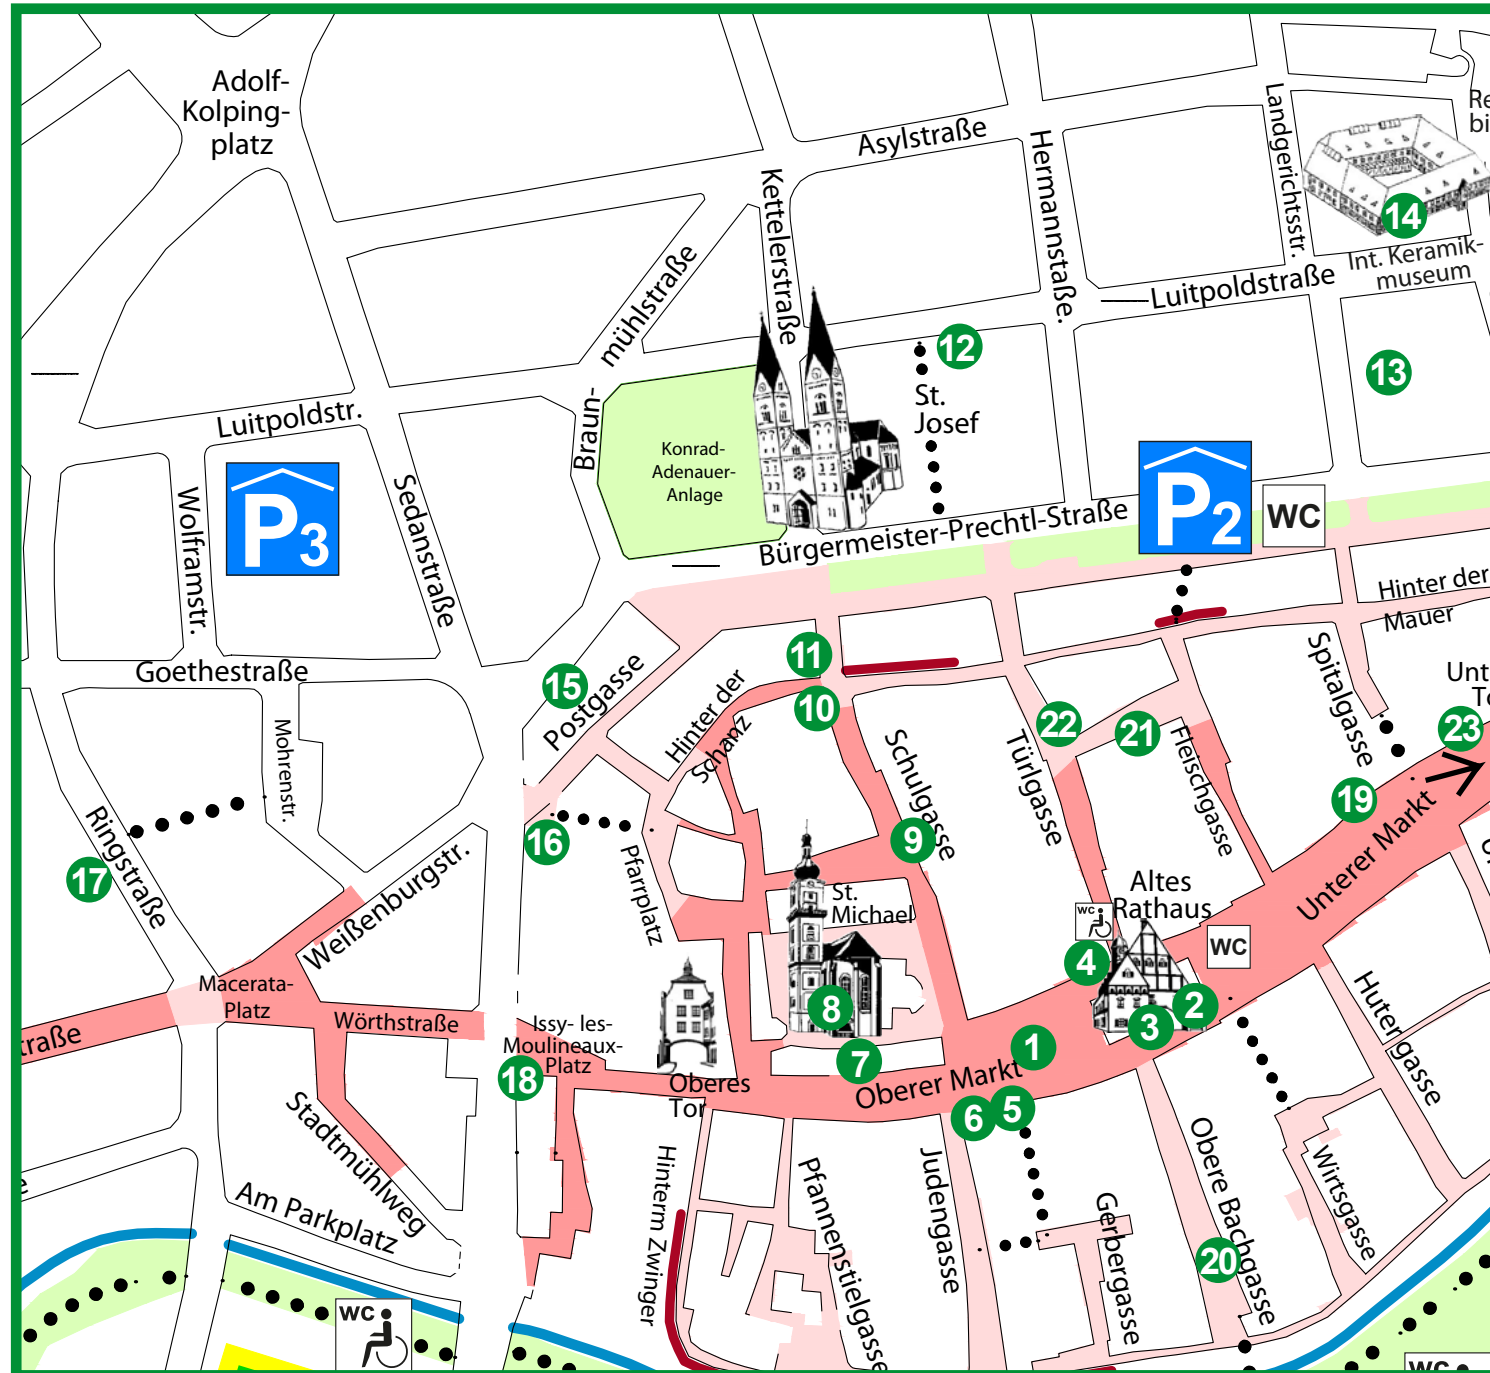 Adolf-
Kolping-
platz
Asylstraße
Hermannstaße.
Landgerichtsstr.
Kettelerstraße
14
Int. Keramik-
museum
Luitpoldstraße
Braun-
mühlstraße
12
St.
Josef
13
Luitpoldstr.
Konrad-
Adenauer-
Anlage
P3
Wolframstr.
Sedanstraße
P2
WC
Bürgermeister-Prechtl-Straße
Hinter der
Mauer
Goethestraße
11
15
Postgasse
Hinter der
Schanz
10
Spitalgasse
22
21
23
Mohrenstr.
Schulgasse
Türlgasse
Fleischgasse
19
Unterer Markt
Ringstraße
16
9
17
Pfarrplatz
Weißenburgstr.
St.
Michael
Altes
Rathaus
WC
WC
4
8
2
3
Macerata-
Platz
Wörthstraße
Issy- les-
Moulineaux-
Platz
18
Oberes
Tor
7
1
Oberer Markt
6
5
Hutergasse
Stadtmühlweg
Am Parkplatz
Hinterm Zwinger
Pfannenstielgasse
Judengasse
Gerbergasse
Obere Bachgasse
20
Wirtsgasse
WC
WC